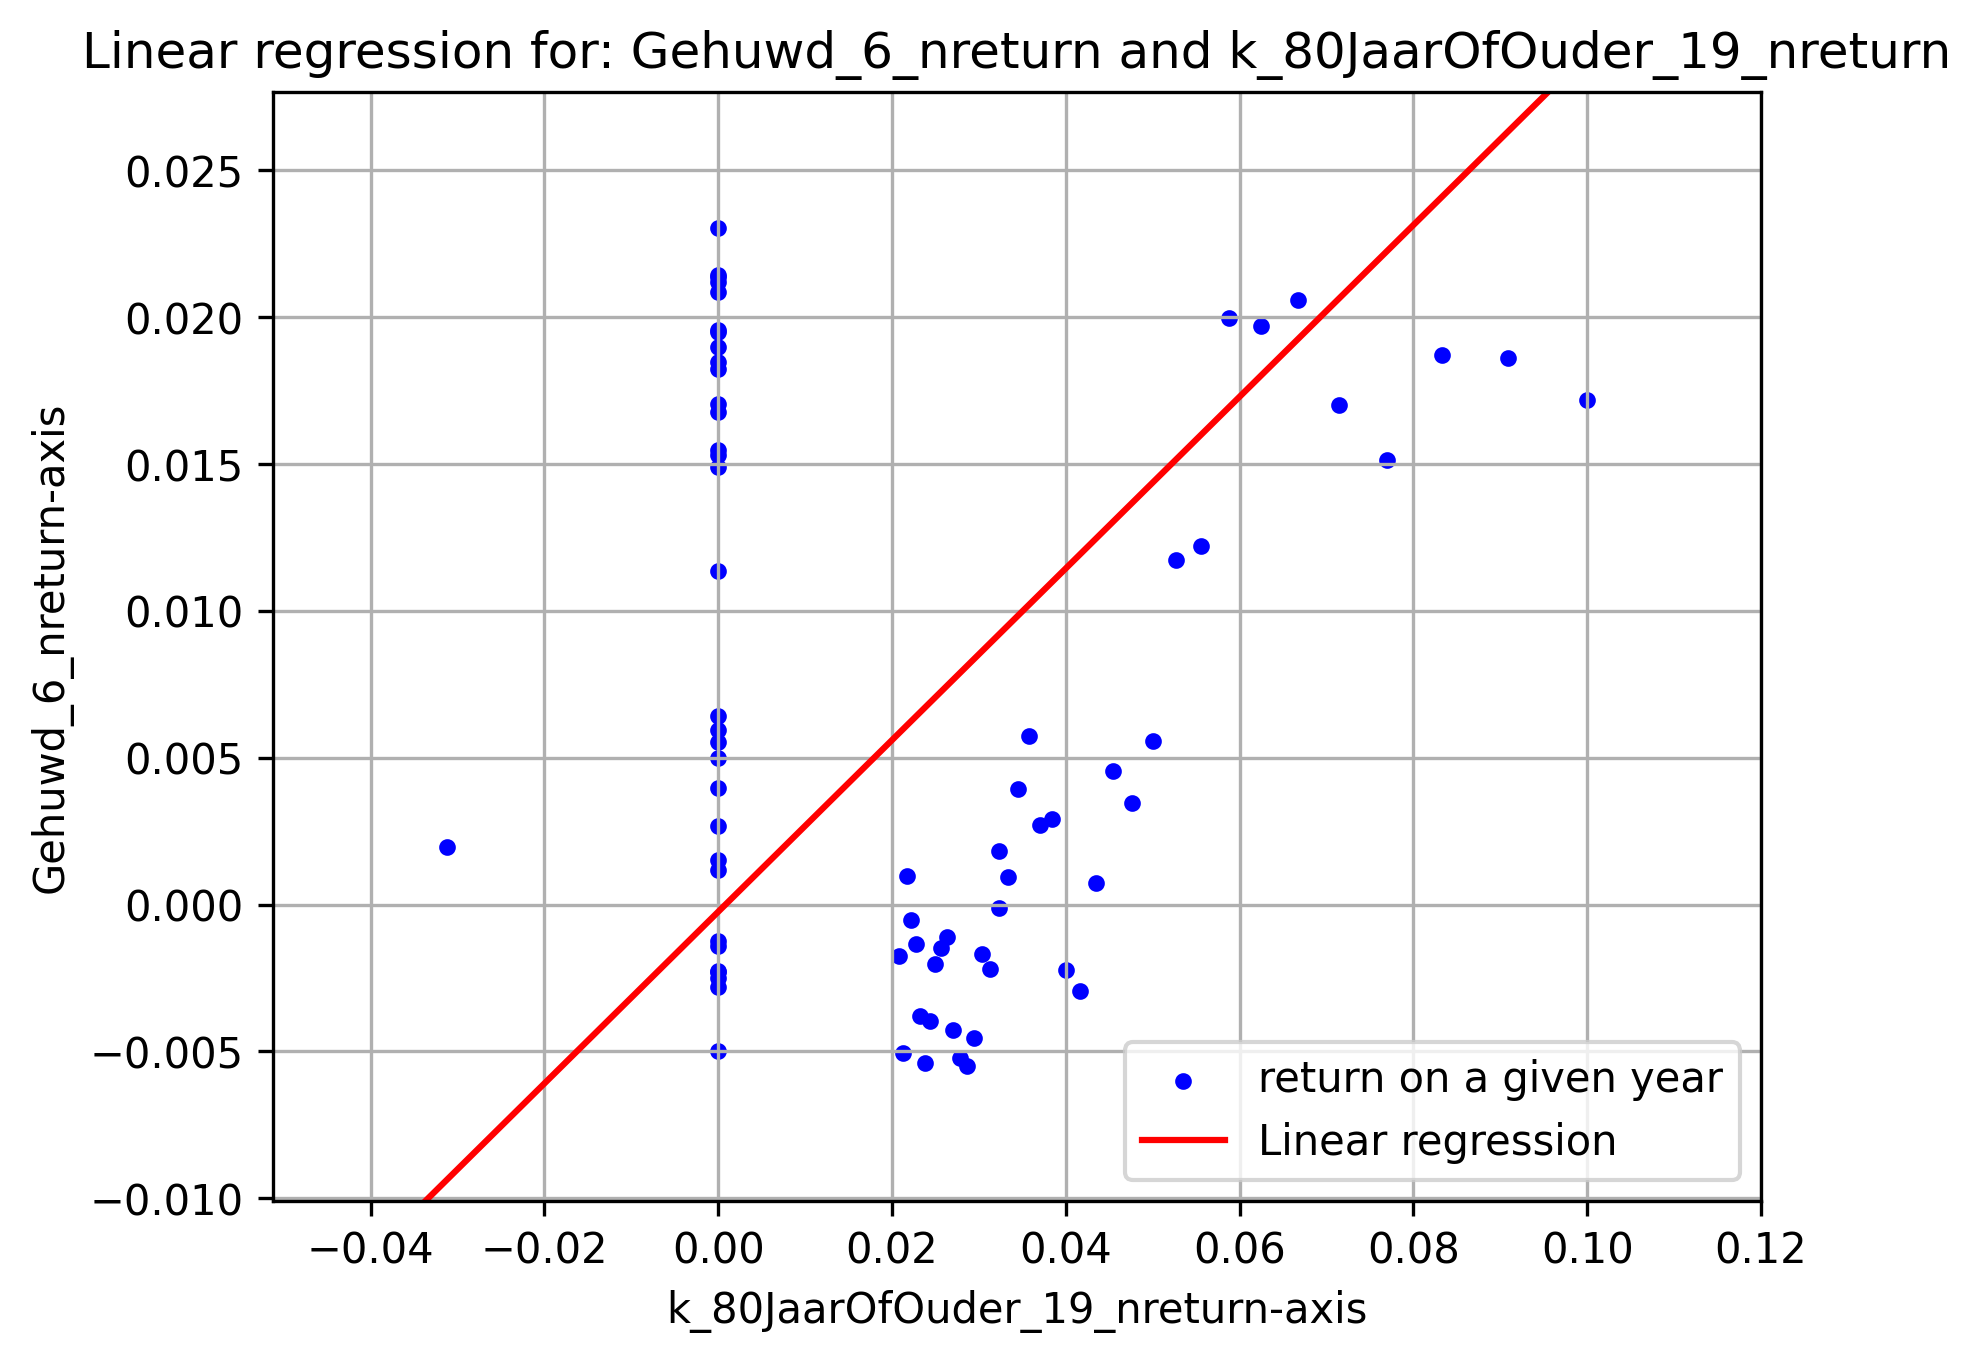 Linear regression for: Gehuwd_6_nreturn and k_80JaarOfOuder_19_nreturn
0.025
0.020
0.015
0.010
0.005
0.000
−0.005
−0.010
Gehuwd_6_nreturn-axis
return on a given year
Linear regression
−0.04 −0.02 0.00 0.02 0.04 0.06 0.08 0.10 0.12
k_80JaarOfOuder_19_nreturn-axis